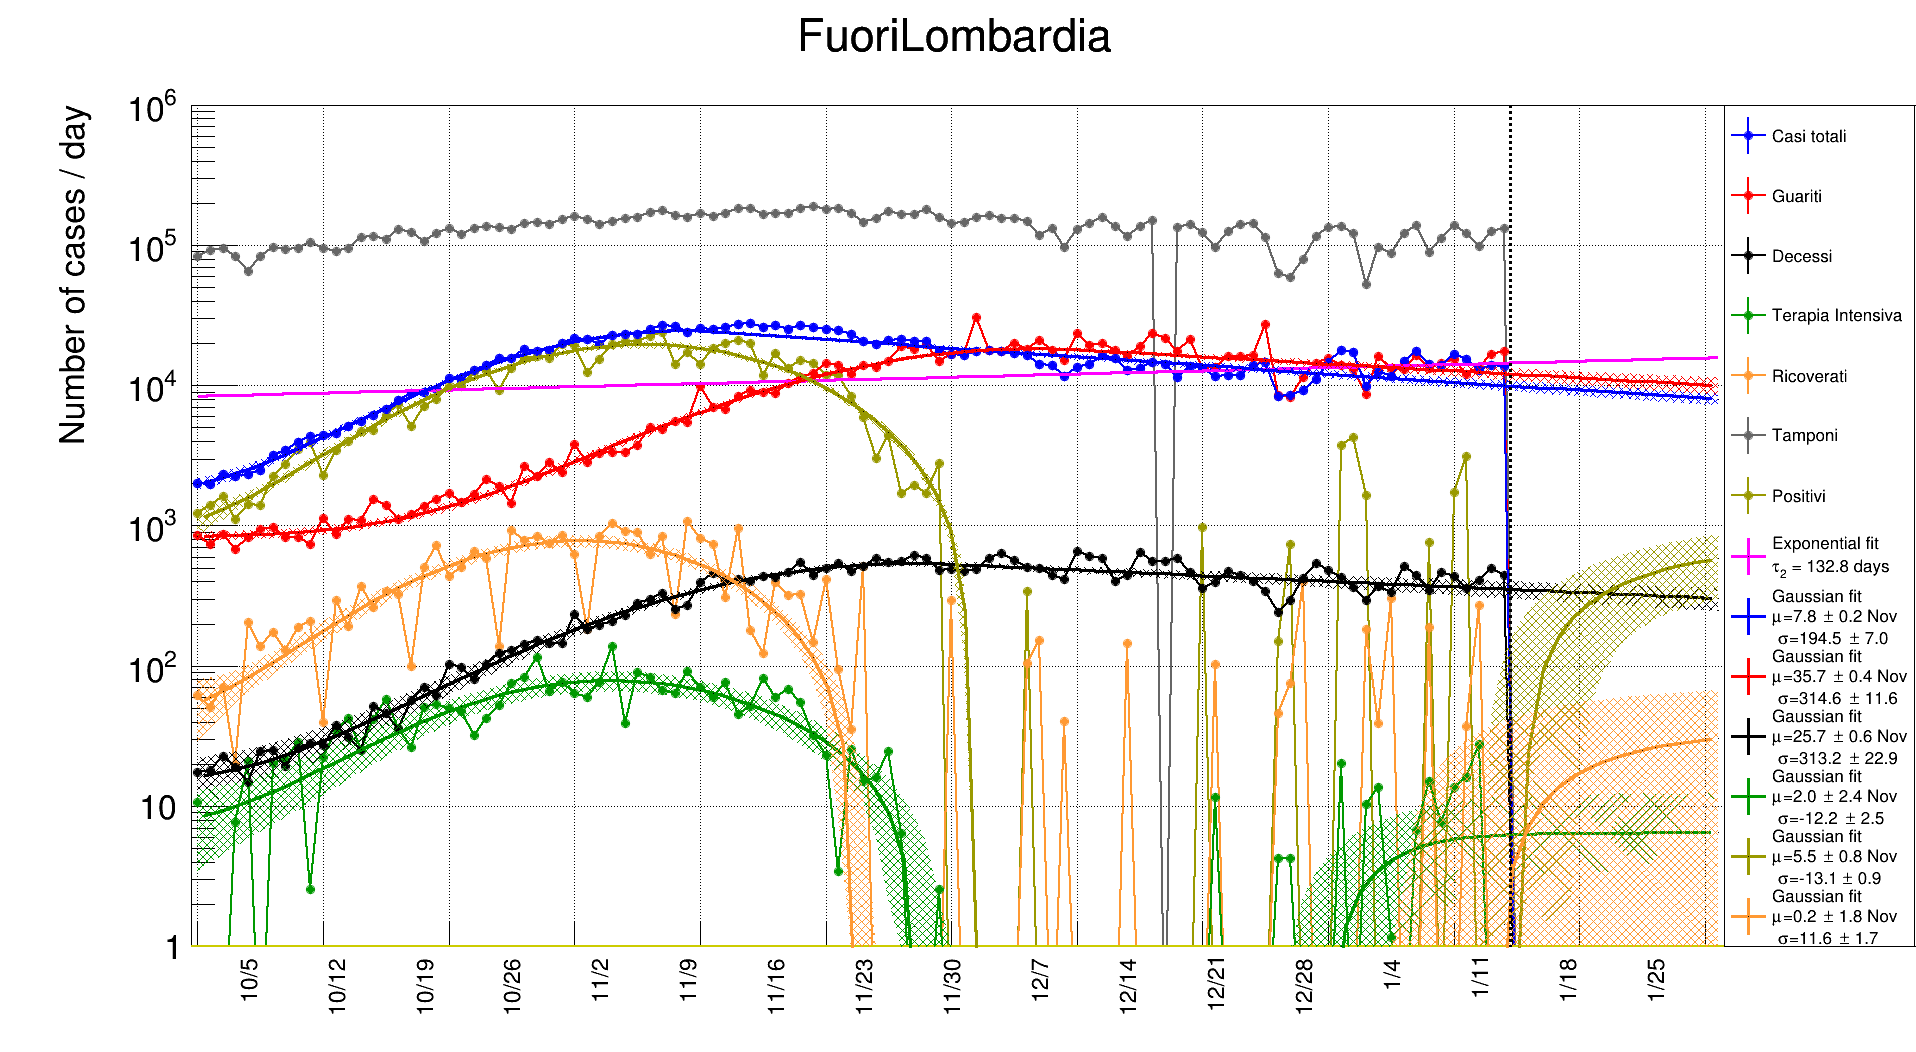 FuoriLombardia
Number of cases / day
10^6
10^5
10^4
10^3
10^2
10
1
10/5
10/12
10/19
10/26
11/2
11/9
11/16
11/23
11/30
12/7
12/14
12/21
12/28
1/4
1/11
1/18
1/25
Casi totali
Guariti
Decessi
Terapia Intensiva
Ricoverati
Tamponi
Positivi
Exponential fit
τ₂ = 132.8 days
Gaussian fit
μ=7.8 ± 0.2 Nov
σ=194.5 ± 7.0
Gaussian fit
μ=35.7 ± 0.4 Nov
σ=314.6 ± 11.6
Gaussian fit
μ=25.7 ± 0.6 Nov
σ=313.2 ± 22.9
Gaussian fit
μ=2.0 ± 2.4 Nov
σ=-12.2 ± 2.5
Gaussian fit
μ=5.5 ± 0.8 Nov
σ=-13.1 ± 0.9
Gaussian fit
μ=0.2 ± 1.8 Nov
σ=11.6 ± 1.7